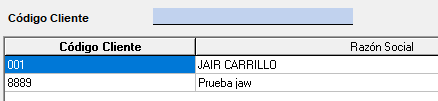 Código Cliente
Código Cliente Razón Social
001 JAIR CARRILLO
8889 Prueba jaw